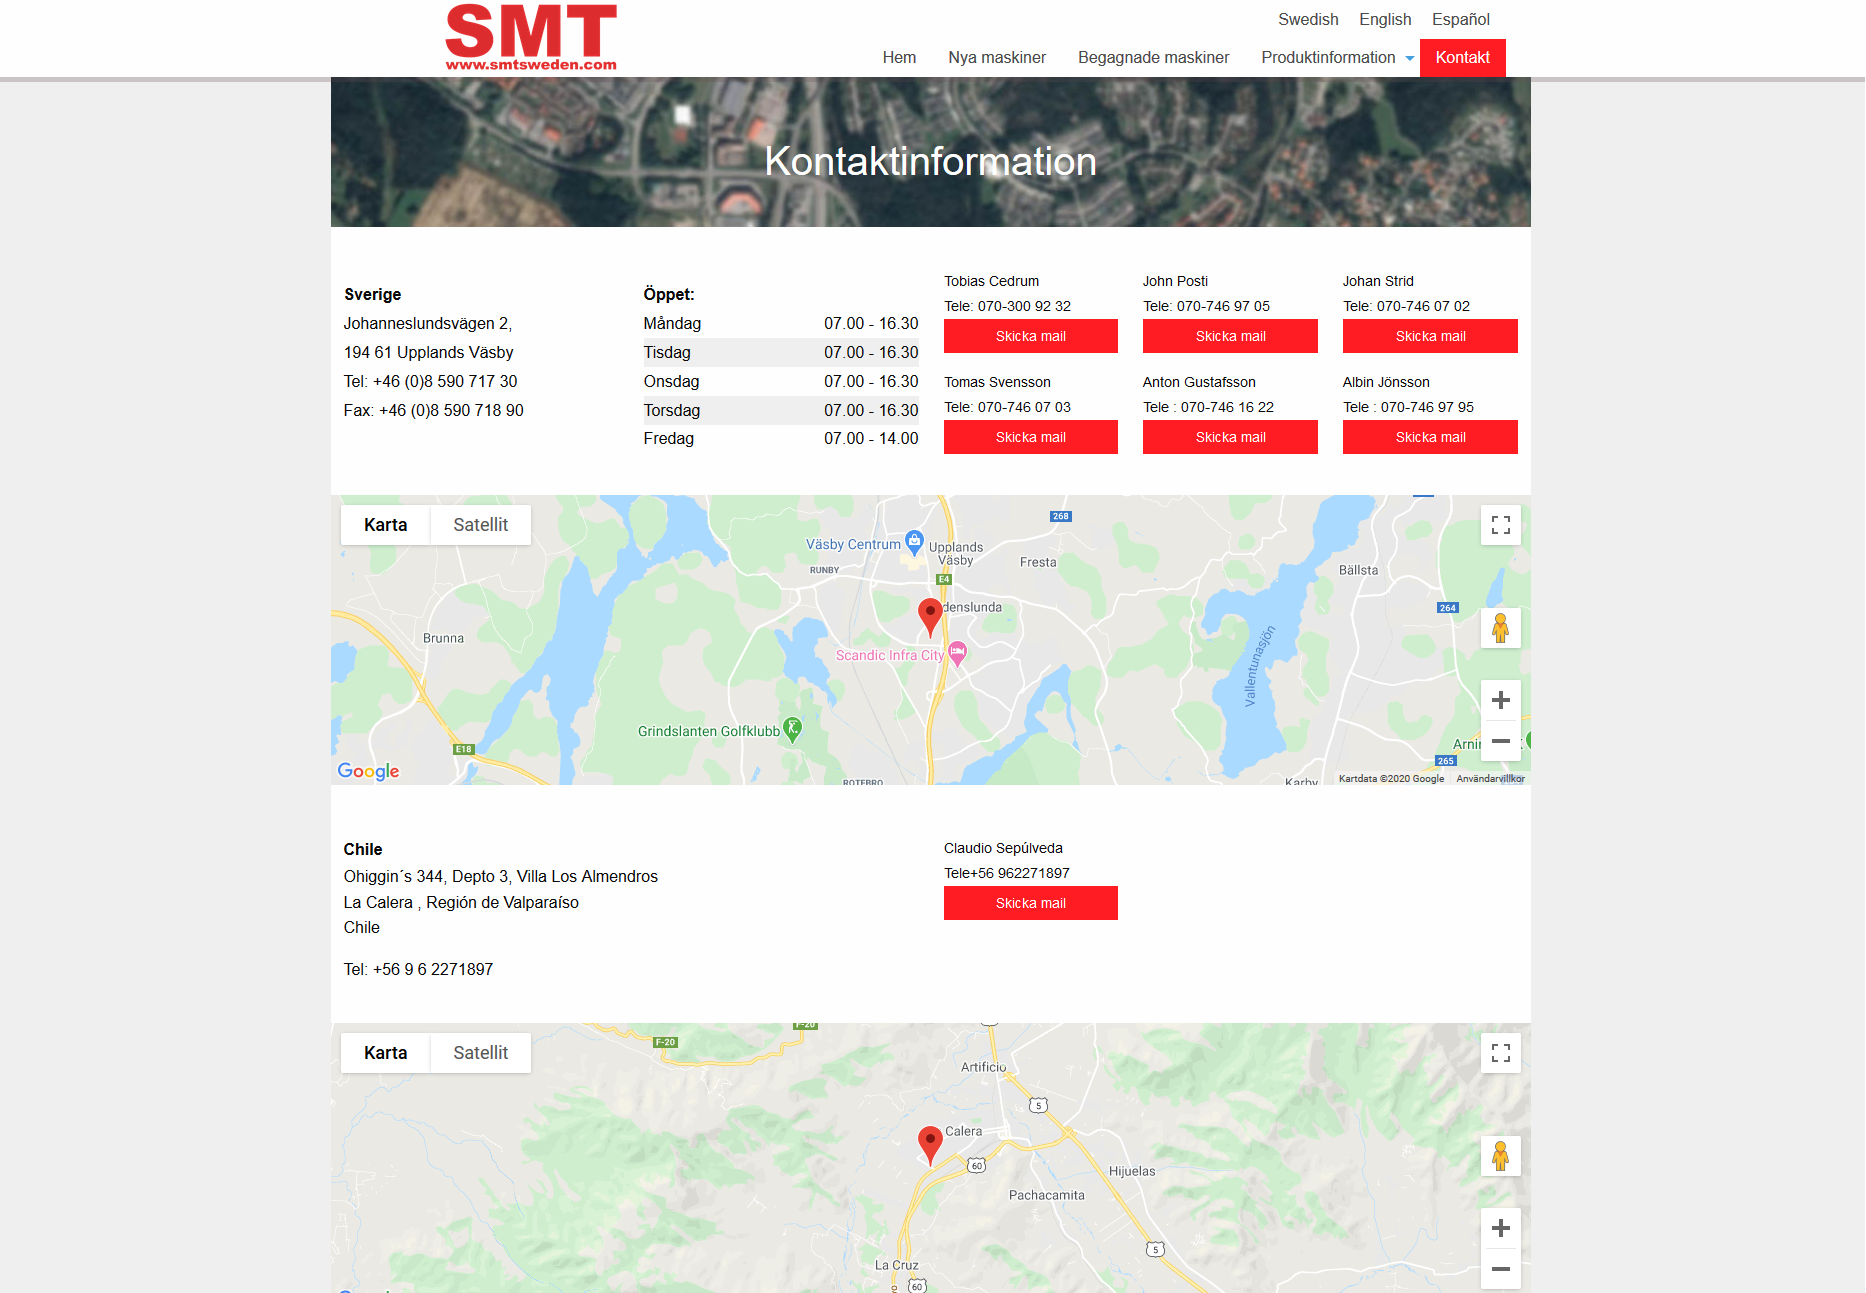 SMT
www.smtsweden.com
Swedish English Español
Hem Nya maskiner Begagnade maskiner Produktinformation Kontakt
Kontaktinformation
Sverige
Johanneslundsvägen 2,
194 61 Upplands Väsby
Tel: +46 (0)8 590 717 30
Fax: +46 (0)8 590 718 90
Öppet:
Måndag 07.00 - 16.30
Tisdag 07.00 - 16.30
Onsdag 07.00 - 16.30
Torsdag 07.00 - 16.30
Fredag 07.00 - 14.00
Tobias Cedrum
Tele: 070-300 92 32
Skicka mail
John Posti
Tele: 070-746 97 05
Skicka mail
Johan Strid
Tele: 070-746 07 02
Skicka mail
Tomas Svensson
Tele: 070-746 07 03
Skicka mail
Anton Gustafsson
Tele : 070-746 16 22
Skicka mail
Albin Jönsson
Tele : 070-746 97 95
Skicka mail
Karta Satellit
268
Väsby Centrum
Upplands
Väsby
RUNBY
Fresta
Bällsta
E4
denslunda
264
Brunna
Scandic Infra City
Vallentunasjön
Grindslanten Golfklubb
E18
Arnin
265
Google
ROTEBRO
Karby
Kartdata ©2020 Google Användarvillkor
Chile
Ohiggin´s 344, Depto 3, Villa Los Almendros
La Calera , Región de Valparaíso
Chile
Tel: +56 9 6 2271897
Claudio Sepúlveda
Tele+56 962271897
Skicka mail
Karta Satellit
F-20
F-20
Artificio
5
Calera
60
Hijuelas
Pachacamita
5
La Cruz
60